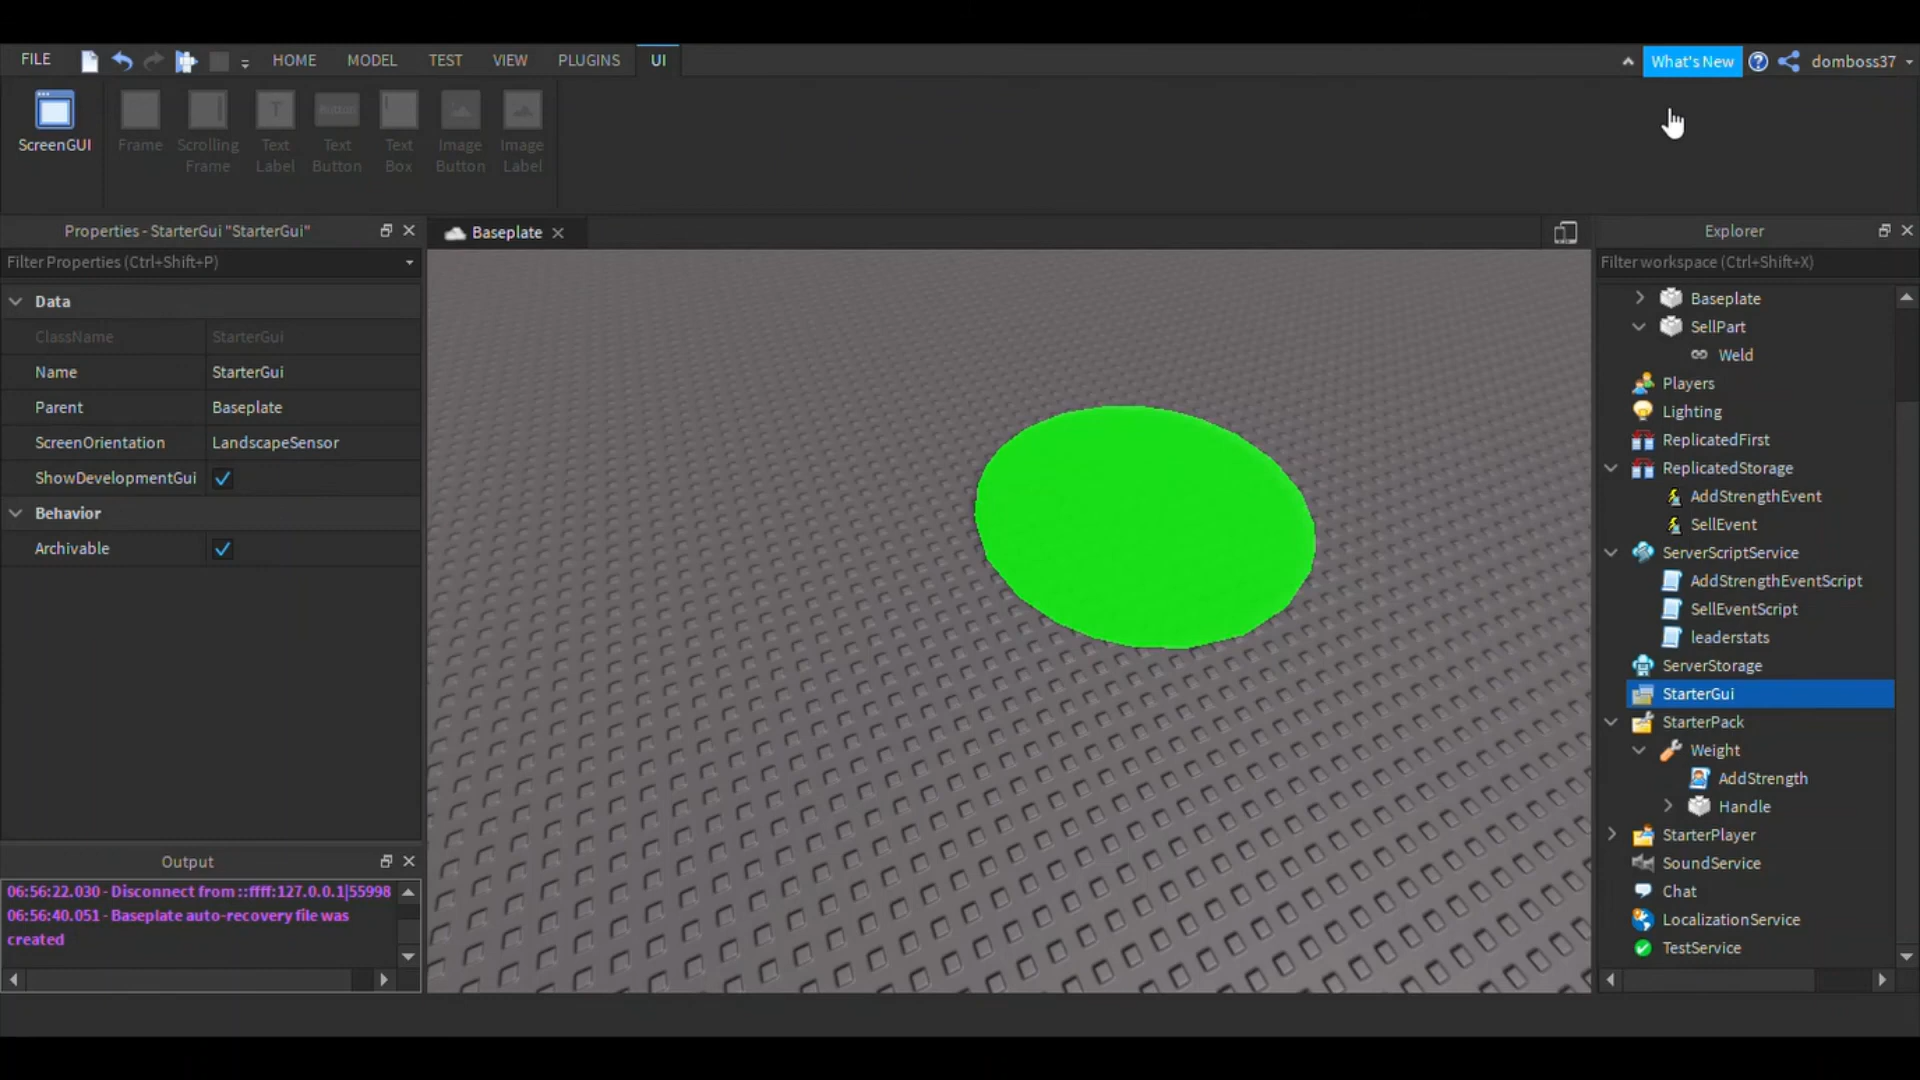 FILE HOME MODEL TEST VIEW PLUGINS UI What's New domboss37
ScreenGUI Frame Scrolling Frame Text Label Text Button Text Box Image Button Image Label
Properties - StarterGui "StarterGui"
Filter Properties (Ctrl+Shift+P)
Data
ClassName StarterGui
Name StarterGui
Parent Baseplate
ScreenOrientation LandscapeSensor
ShowDevelopmentGui
Behavior
Archivable
Output
06:56:22.030 - Disconnect from ::ffff:127.0.0.1|55998
06:56:40.051 - Baseplate auto-recovery file was
created
Baseplate
Explorer
Filter workspace (Ctrl+Shift+X)
Baseplate
SellPart
Weld
Players
Lighting
ReplicatedFirst
ReplicatedStorage
AddStrengthEvent
SellEvent
ServerScriptService
AddStrengthEventScript
SellEventScript
leaderstats
ServerStorage
StarterGui
StarterPack
Weight
AddStrength
Handle
StarterPlayer
SoundService
Chat
LocalizationService
TestService